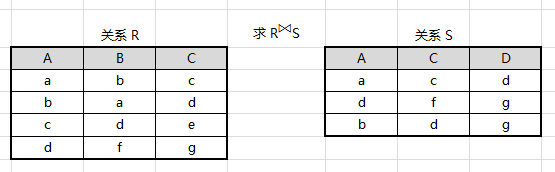 关系 R 求 R⋈S 关系 S
A B C A C D
a b c a c d
b a d d f g
c d e b d g
d f g